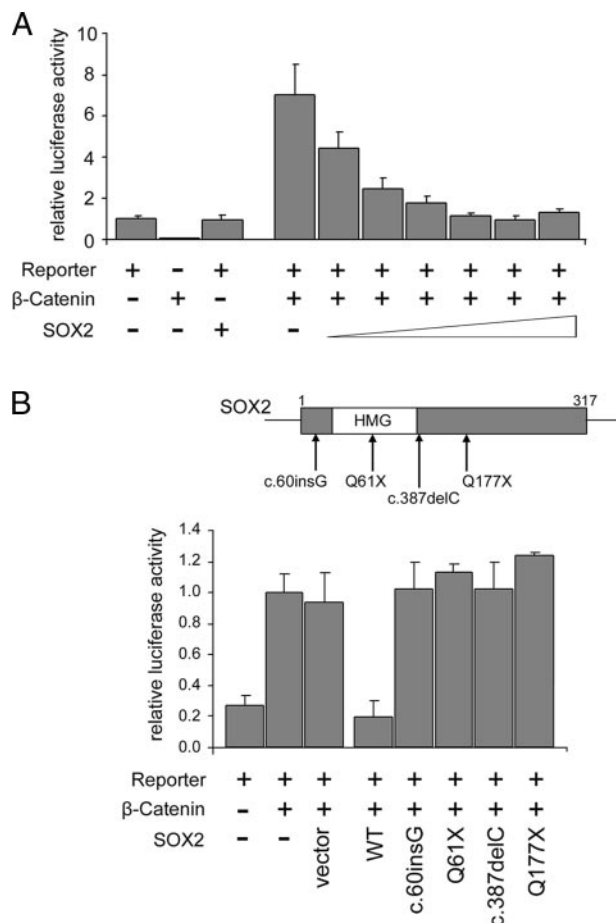 A
relative luciferase activity
10
8
6
4
2
0
Reporter + - + + + + + + + +
β-Catenin - + - + + + + + + +
SOX2 - - + -
B
SOX2
1
317
HMG
c.60insG
Q61X
c.387delC
Q177X
relative luciferase activity
1.4
1.2
1.0
0.8
0.6
0.4
0.2
0.0
Reporter + + + + + + + +
β-Catenin - + + + + + + +
SOX2 - - vector WT c.60insG Q61X c.387delC Q177X